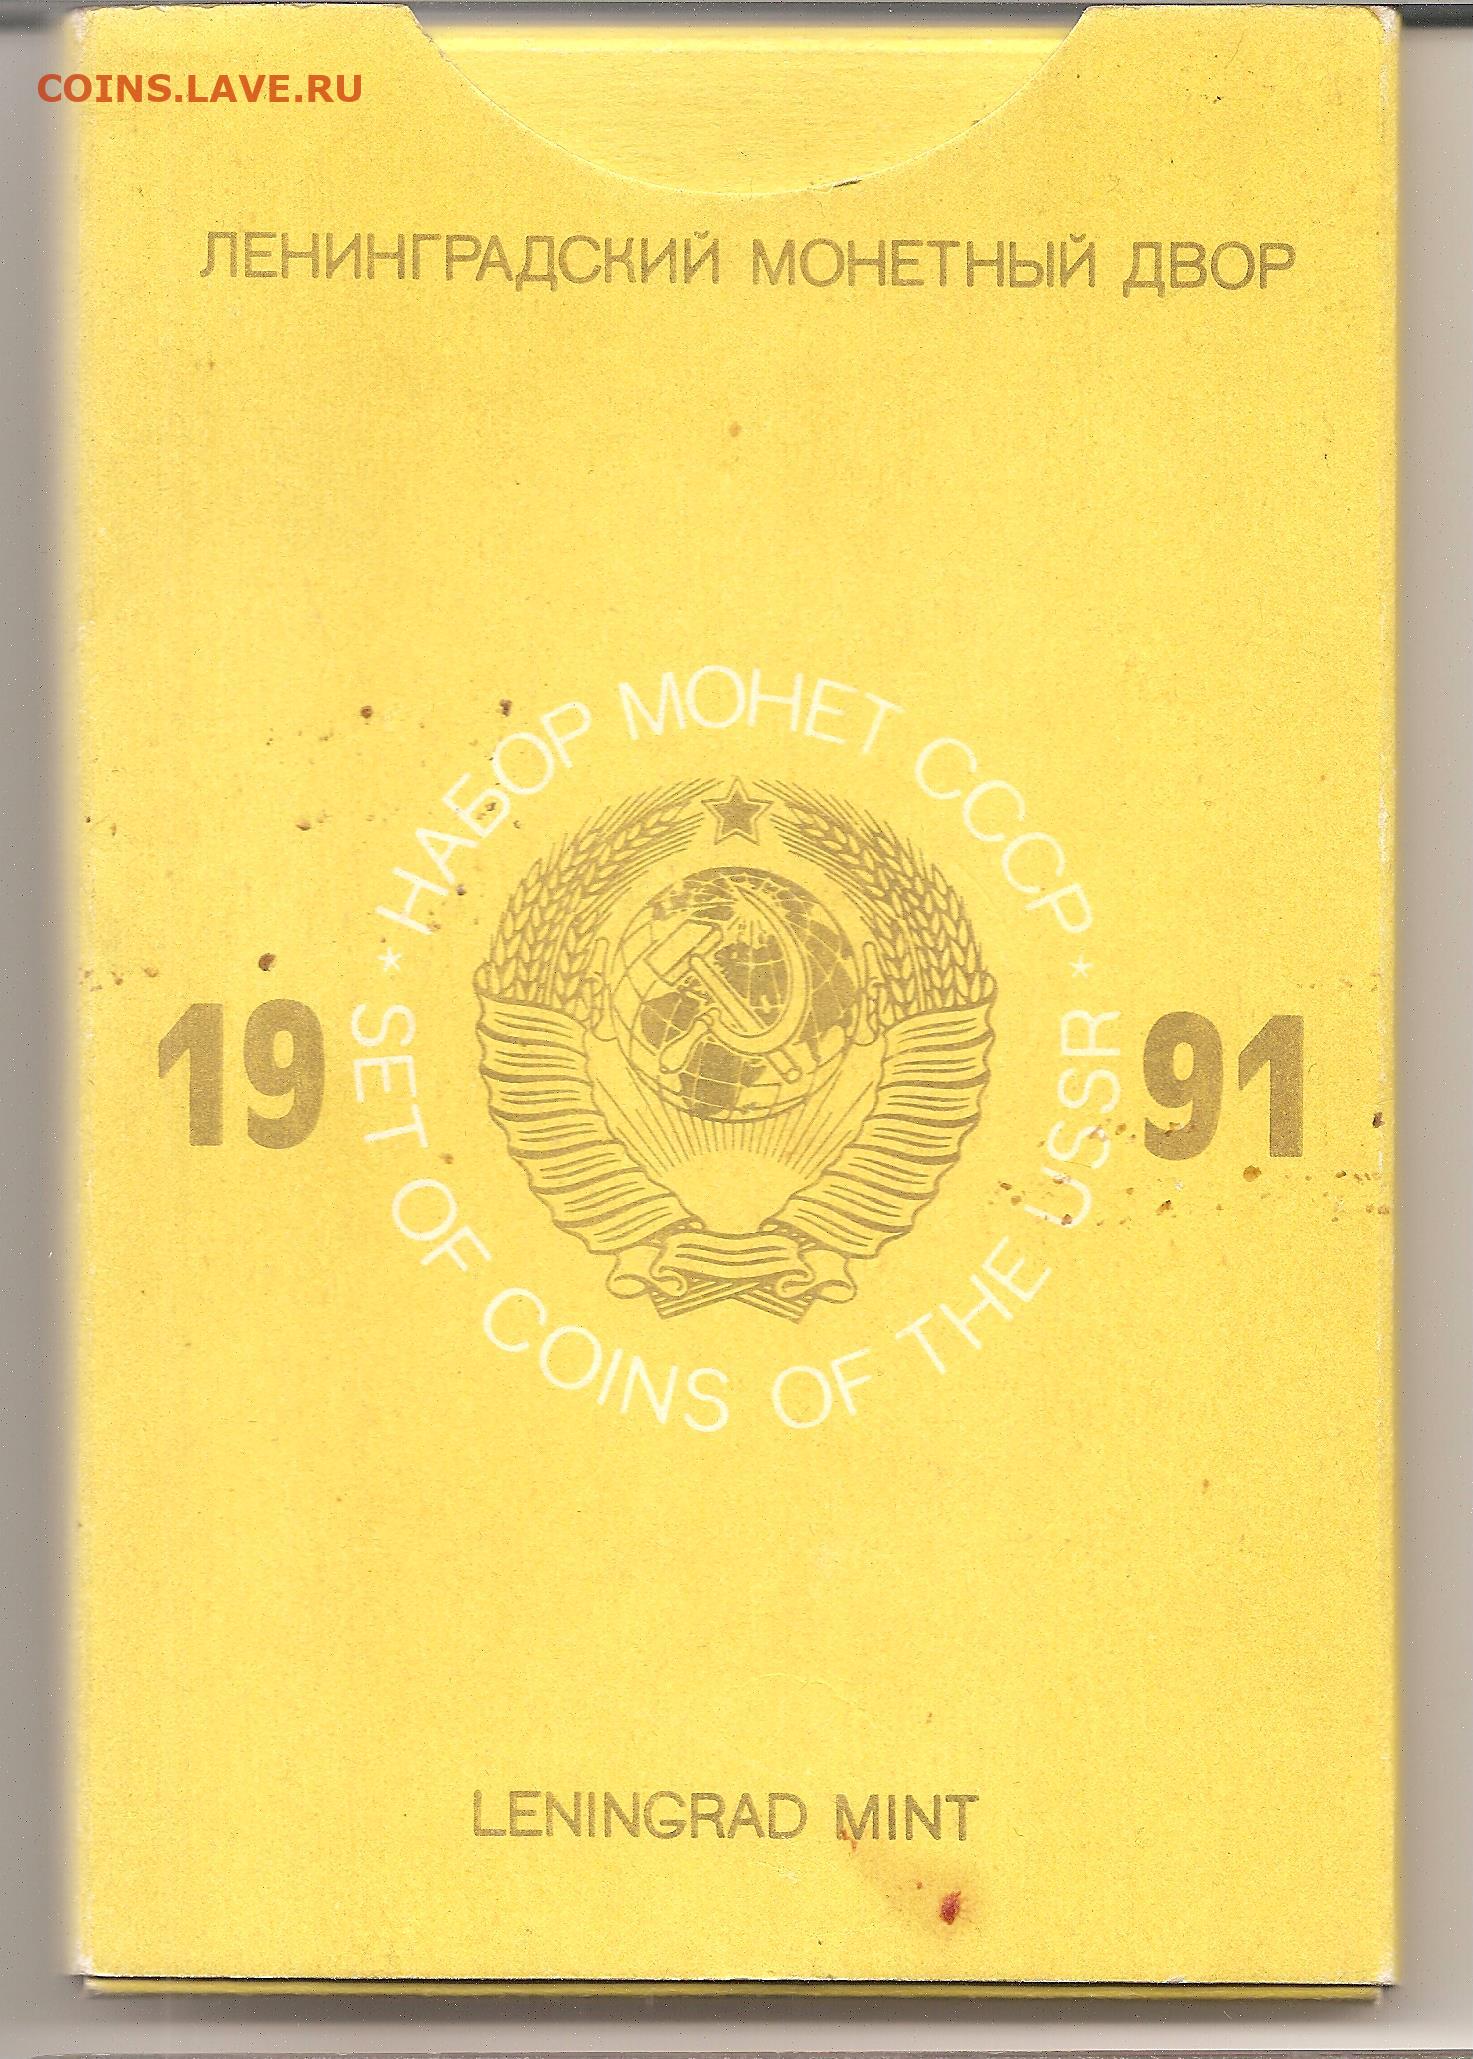 COINS.LAVE.RU
ЛЕНИНГРАДСКИЙ МОНЕТНЫЙ ДВОР
* НАБОР МОНЕТ СССР *
19 91
SET OF COINS OF THE USSR
LENINGRAD MINT